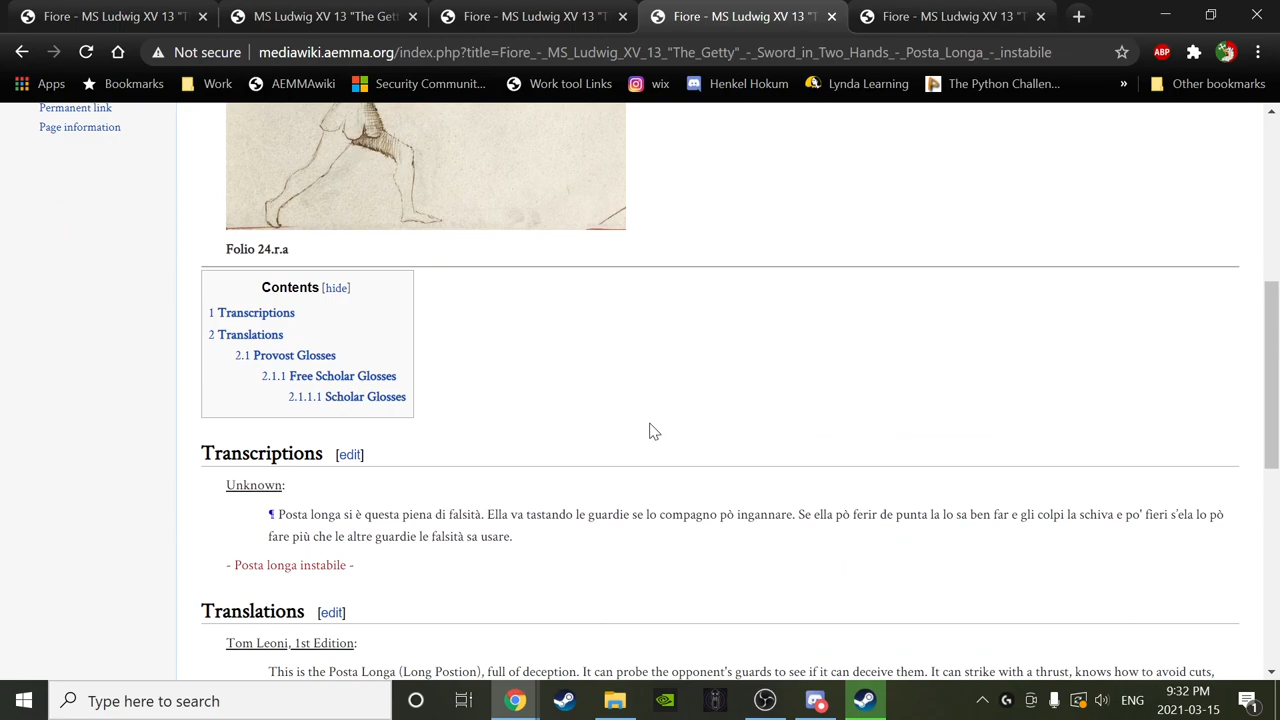 Fiore - MS Ludwig XV 13 "T
MS Ludwig XV 13 "The Getty"
Fiore - MS Ludwig XV 13 "T
Fiore - MS Ludwig XV 13 "T
Fiore - MS Ludwig XV 13 "T
Not secure
mediawiki.aemma.org/index.php?title=Fiore_-_MS_Ludwig_XV_13_"The_Getty"_-_Sword_in_Two_Hands_-_Posta_Longa_-_instabile
ABP
Apps
Bookmarks
Work
AEMMAwiki
Security Communit...
Work tool Links
wix
Henkel Hokum
Lynda Learning
The Python Challen...
»
Other bookmarks
Permanent link
Page information
Folio 24.r.a
Contents [hide]
1 Transcriptions
2 Translations
2.1 Provost Glosses
2.1.1 Free Scholar Glosses
2.1.1.1 Scholar Glosses
Transcriptions [edit]
Unknown:
¶ Posta longa si è questa piena di falsità. Ella va tastando le guardie se lo compagno pò ingannare. Se ella pò ferir de punta la lo sa ben far e gli colpi la schiva e po' fieri s'ela lo pò
fare più che le altre guardie le falsità sa usare.
- Posta longa instabile -
Translations [edit]
Tom Leoni, 1st Edition:
This is the Posta Longa (Long Postion), full of deception. It can probe the opponent's guards to see if it can deceive them. It can strike with a thrust, knows how to avoid cuts,
Type here to search
ENG
9:32 PM
2021-03-15
1